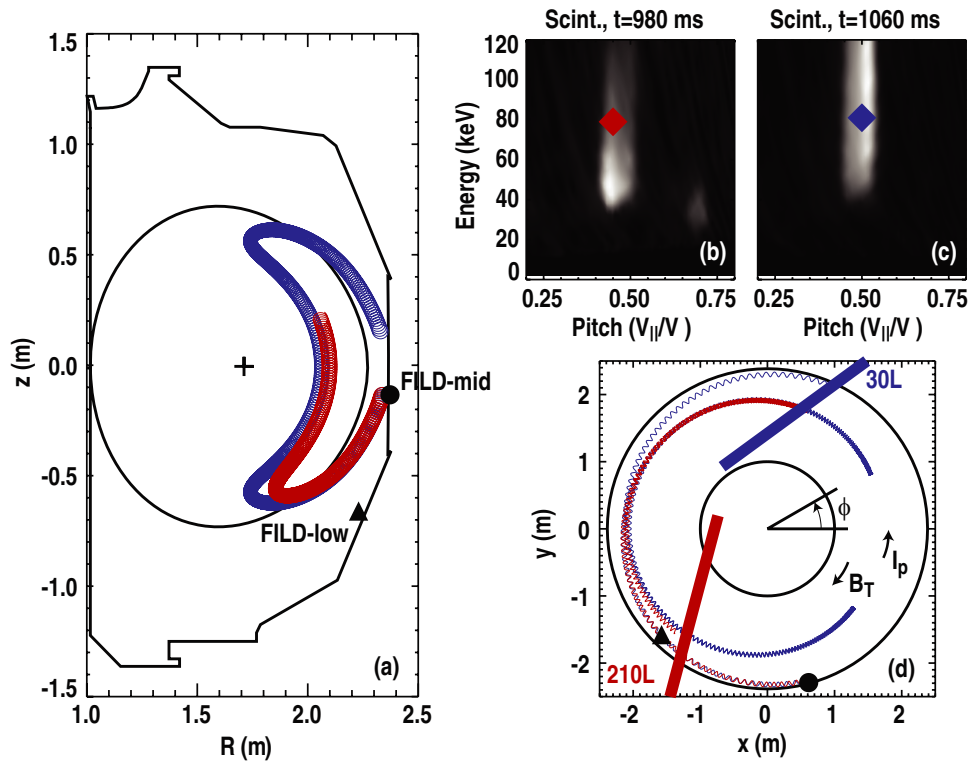 1.5
1.0
0.5
0.0
-0.5
-1.0
-1.5
z (m)
1.0 1.5 2.0 2.5
R (m)
FILD-mid
FILD-low
(a)
Scint., t=980 ms
120
100
80
60
40
20
0
Energy (keV)
0.25 0.50 0.75
Pitch (V||/V )
(b)
Scint., t=1060 ms
0.25 0.50 0.75
Pitch (V||/V )
(c)
2
1
0
-1
-2
y (m)
-2 -1 0 1 2
x (m)
30L
210L
ϕ
Ip
BT
(d)